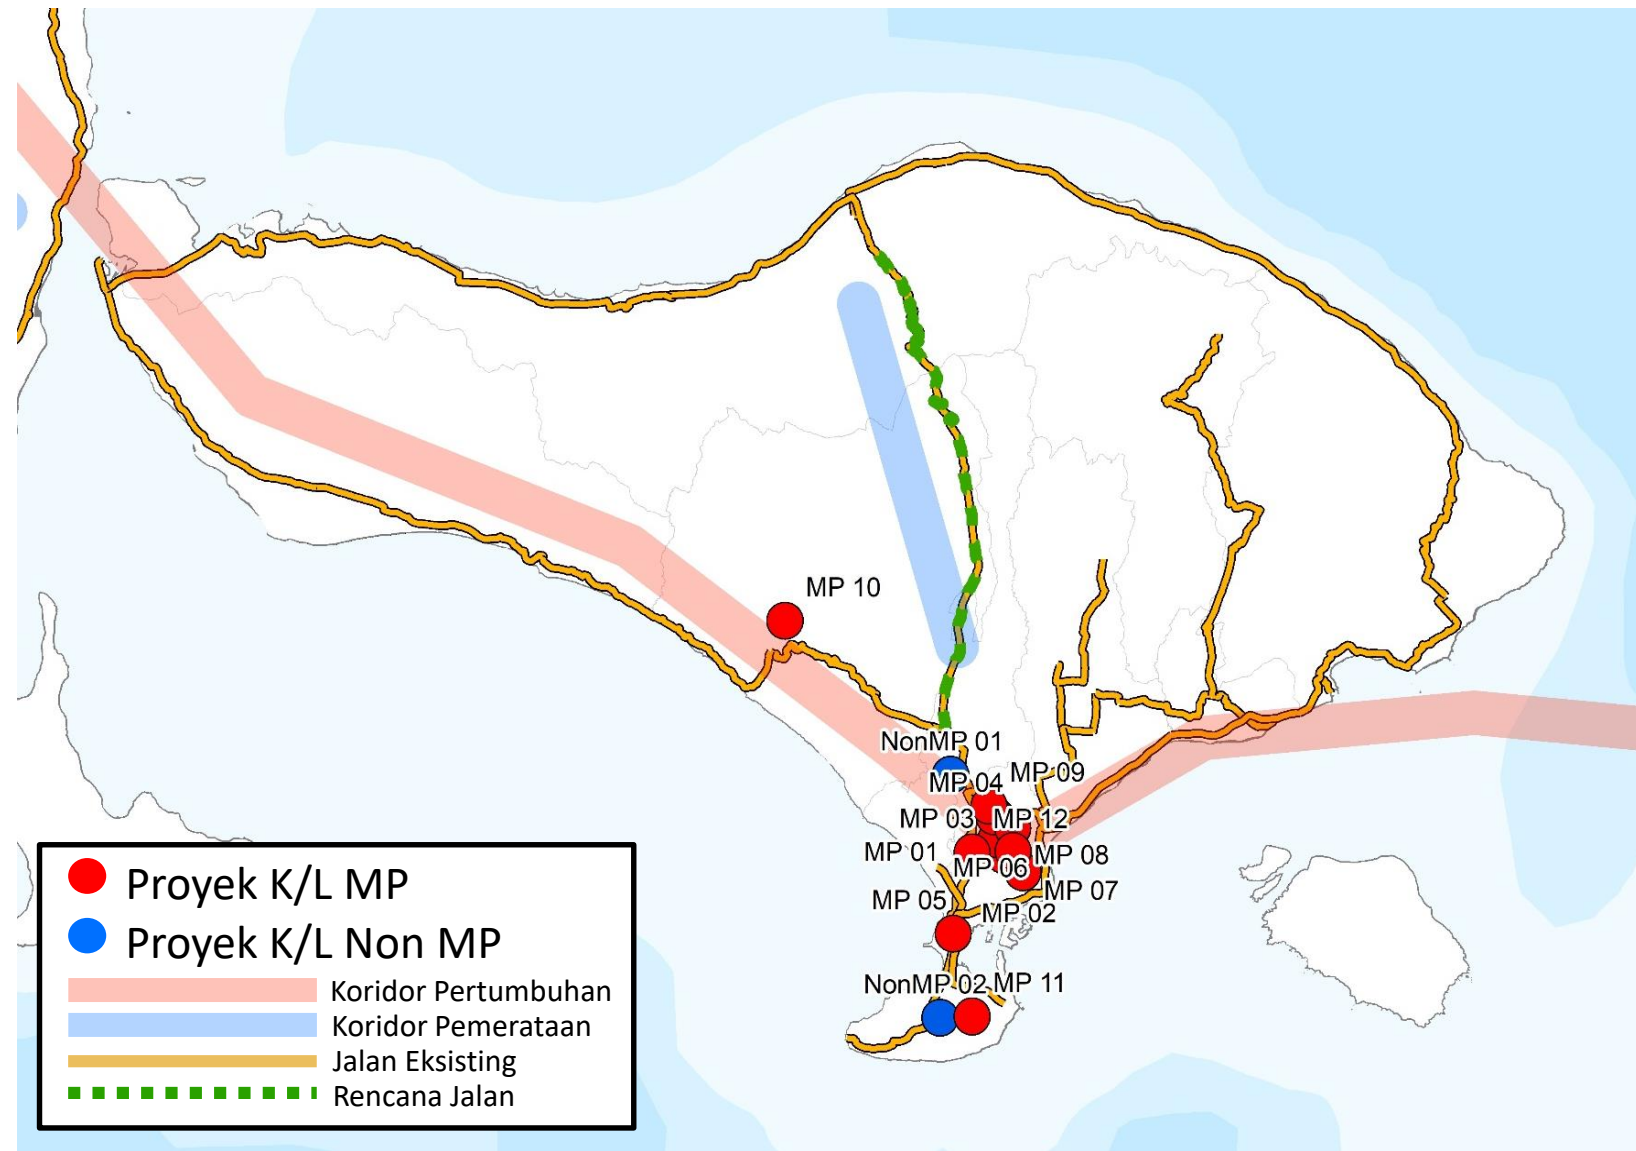 MP 10
NonMP 01
MP 04
MP 09
MP 03
MP 12
MP 01
MP 06
MP 08
MP 05
MP 07
MP 02
NonMP 02
MP 11
Proyek K/L MP
Proyek K/L Non MP
Koridor Pertumbuhan
Koridor Pemerataan
Jalan Eksisting
Rencana Jalan